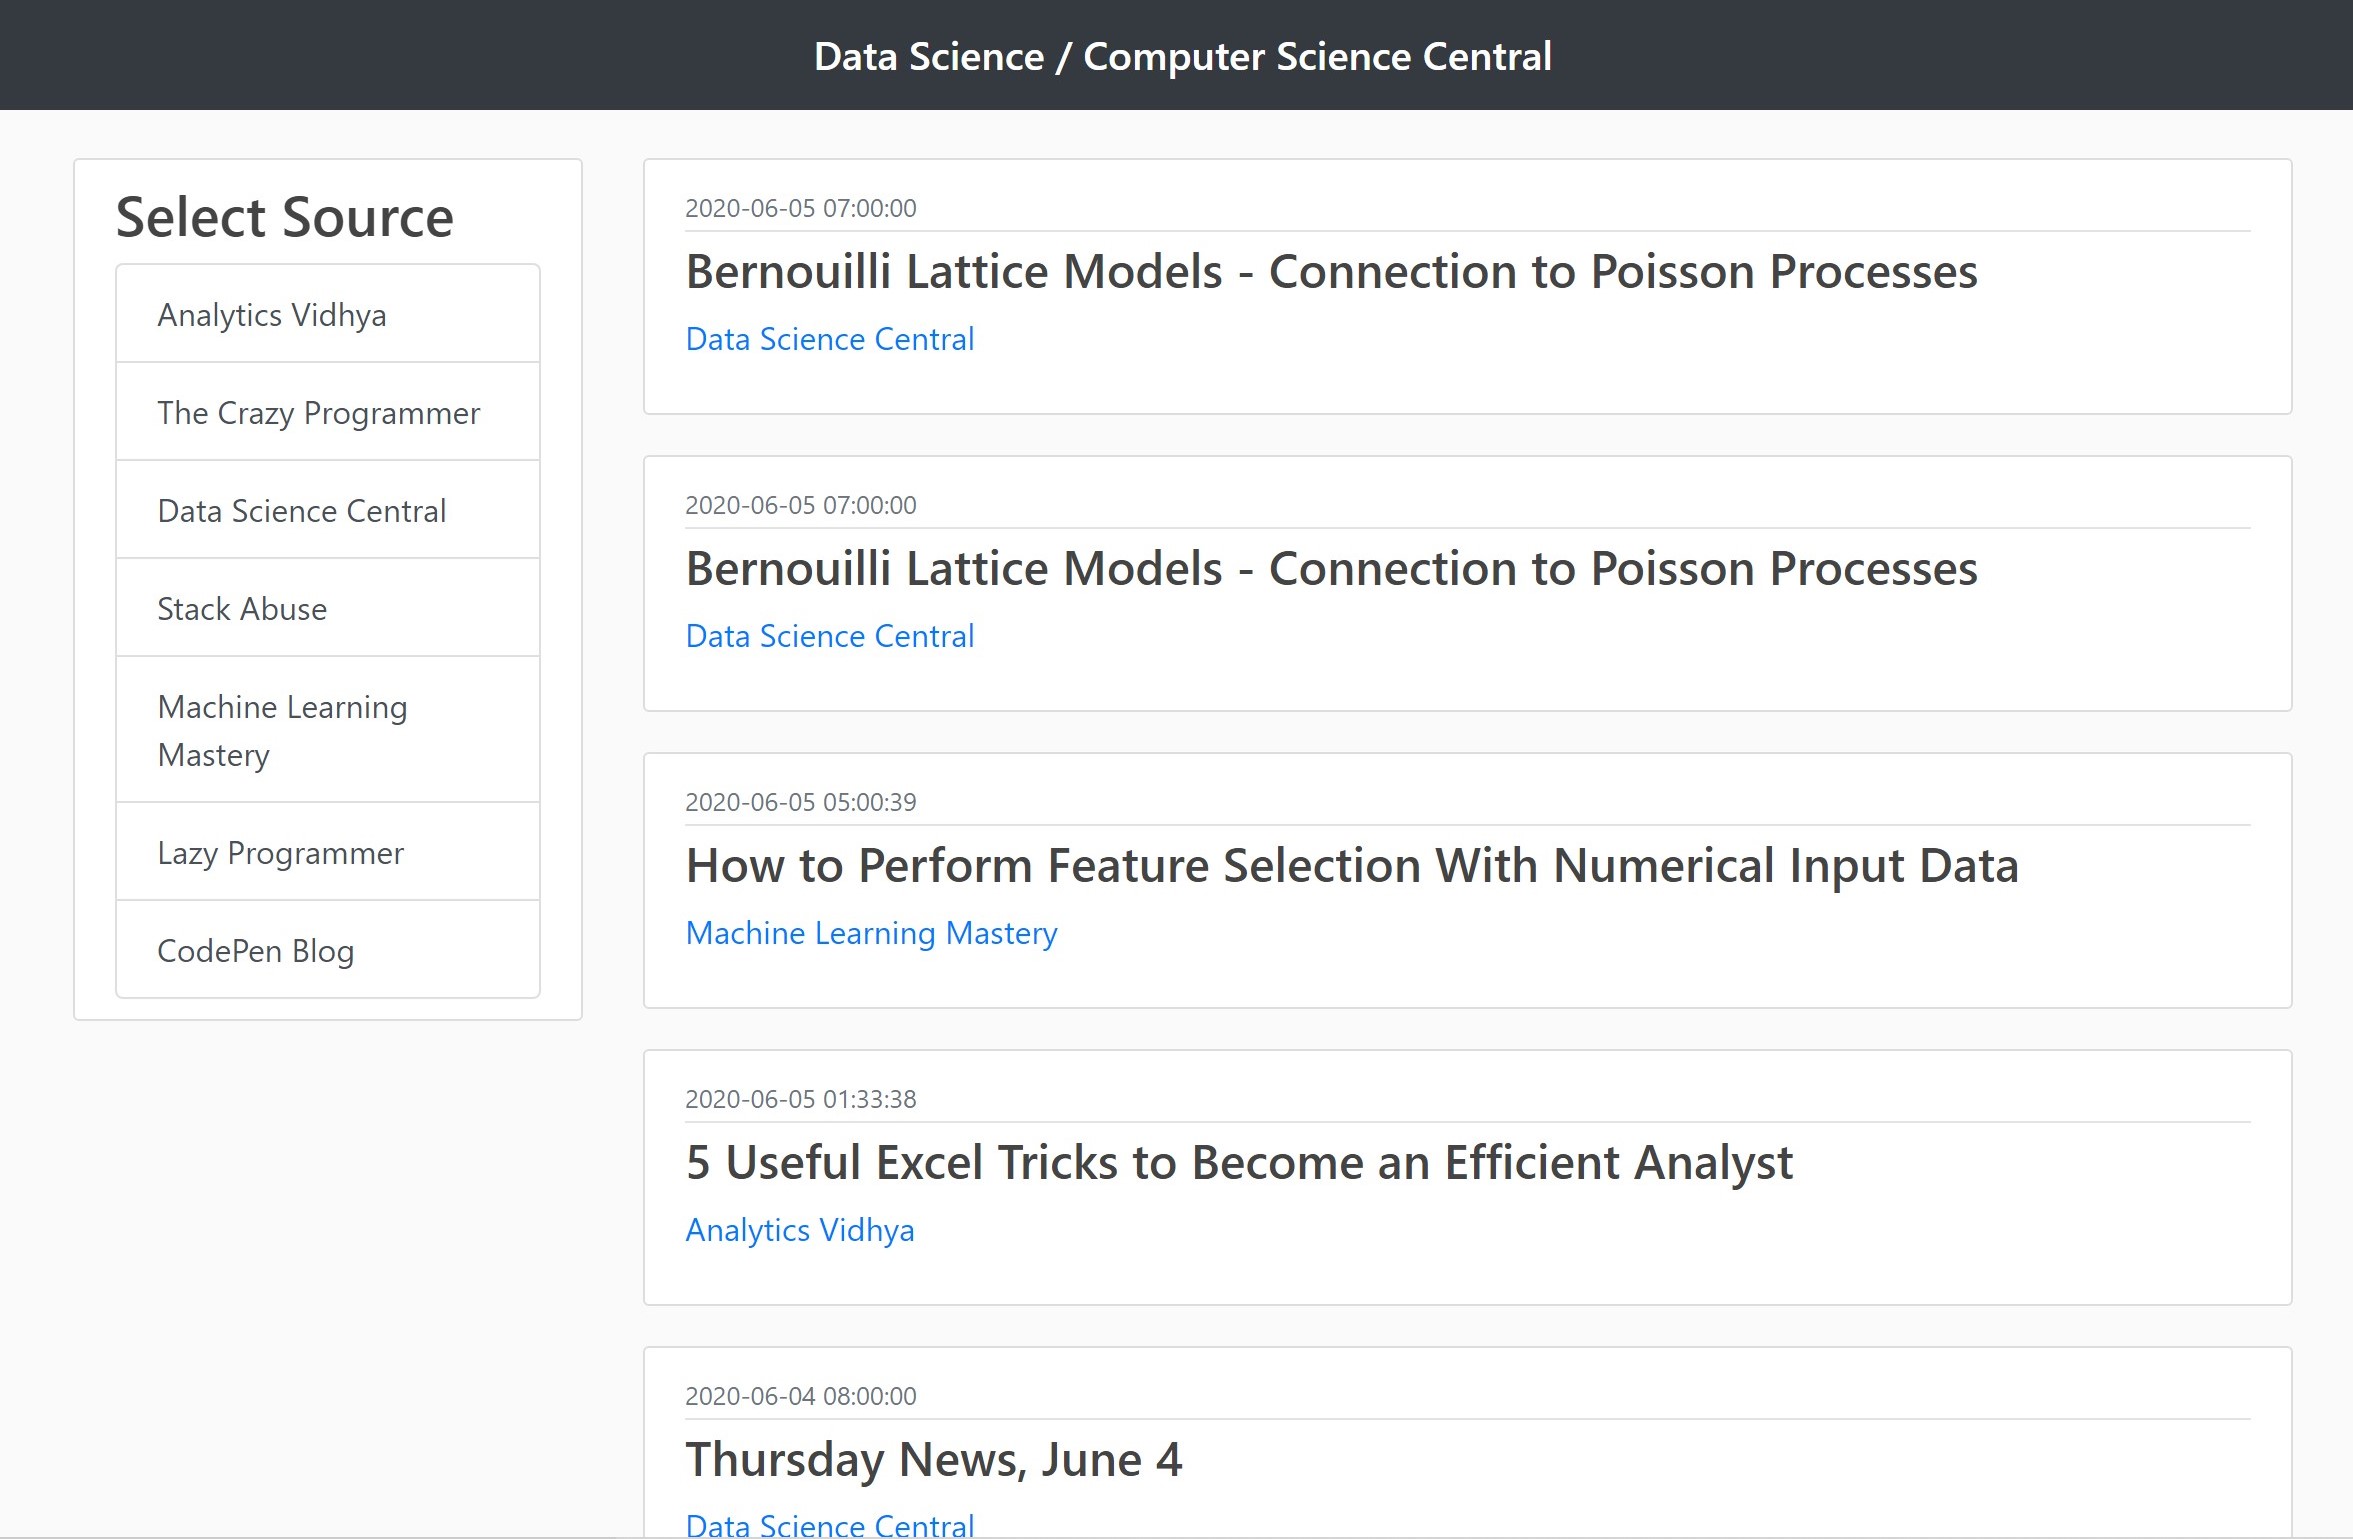 Data Science / Computer Science Central
Select Source
Analytics Vidhya
The Crazy Programmer
Data Science Central
Stack Abuse
Machine Learning
Mastery
Lazy Programmer
CodePen Blog
2020-06-05 07:00:00
Bernouilli Lattice Models - Connection to Poisson Processes
Data Science Central
2020-06-05 07:00:00
Bernouilli Lattice Models - Connection to Poisson Processes
Data Science Central
2020-06-05 05:00:39
How to Perform Feature Selection With Numerical Input Data
Machine Learning Mastery
2020-06-05 01:33:38
5 Useful Excel Tricks to Become an Efficient Analyst
Analytics Vidhya
2020-06-04 08:00:00
Thursday News, June 4
Data Science Central